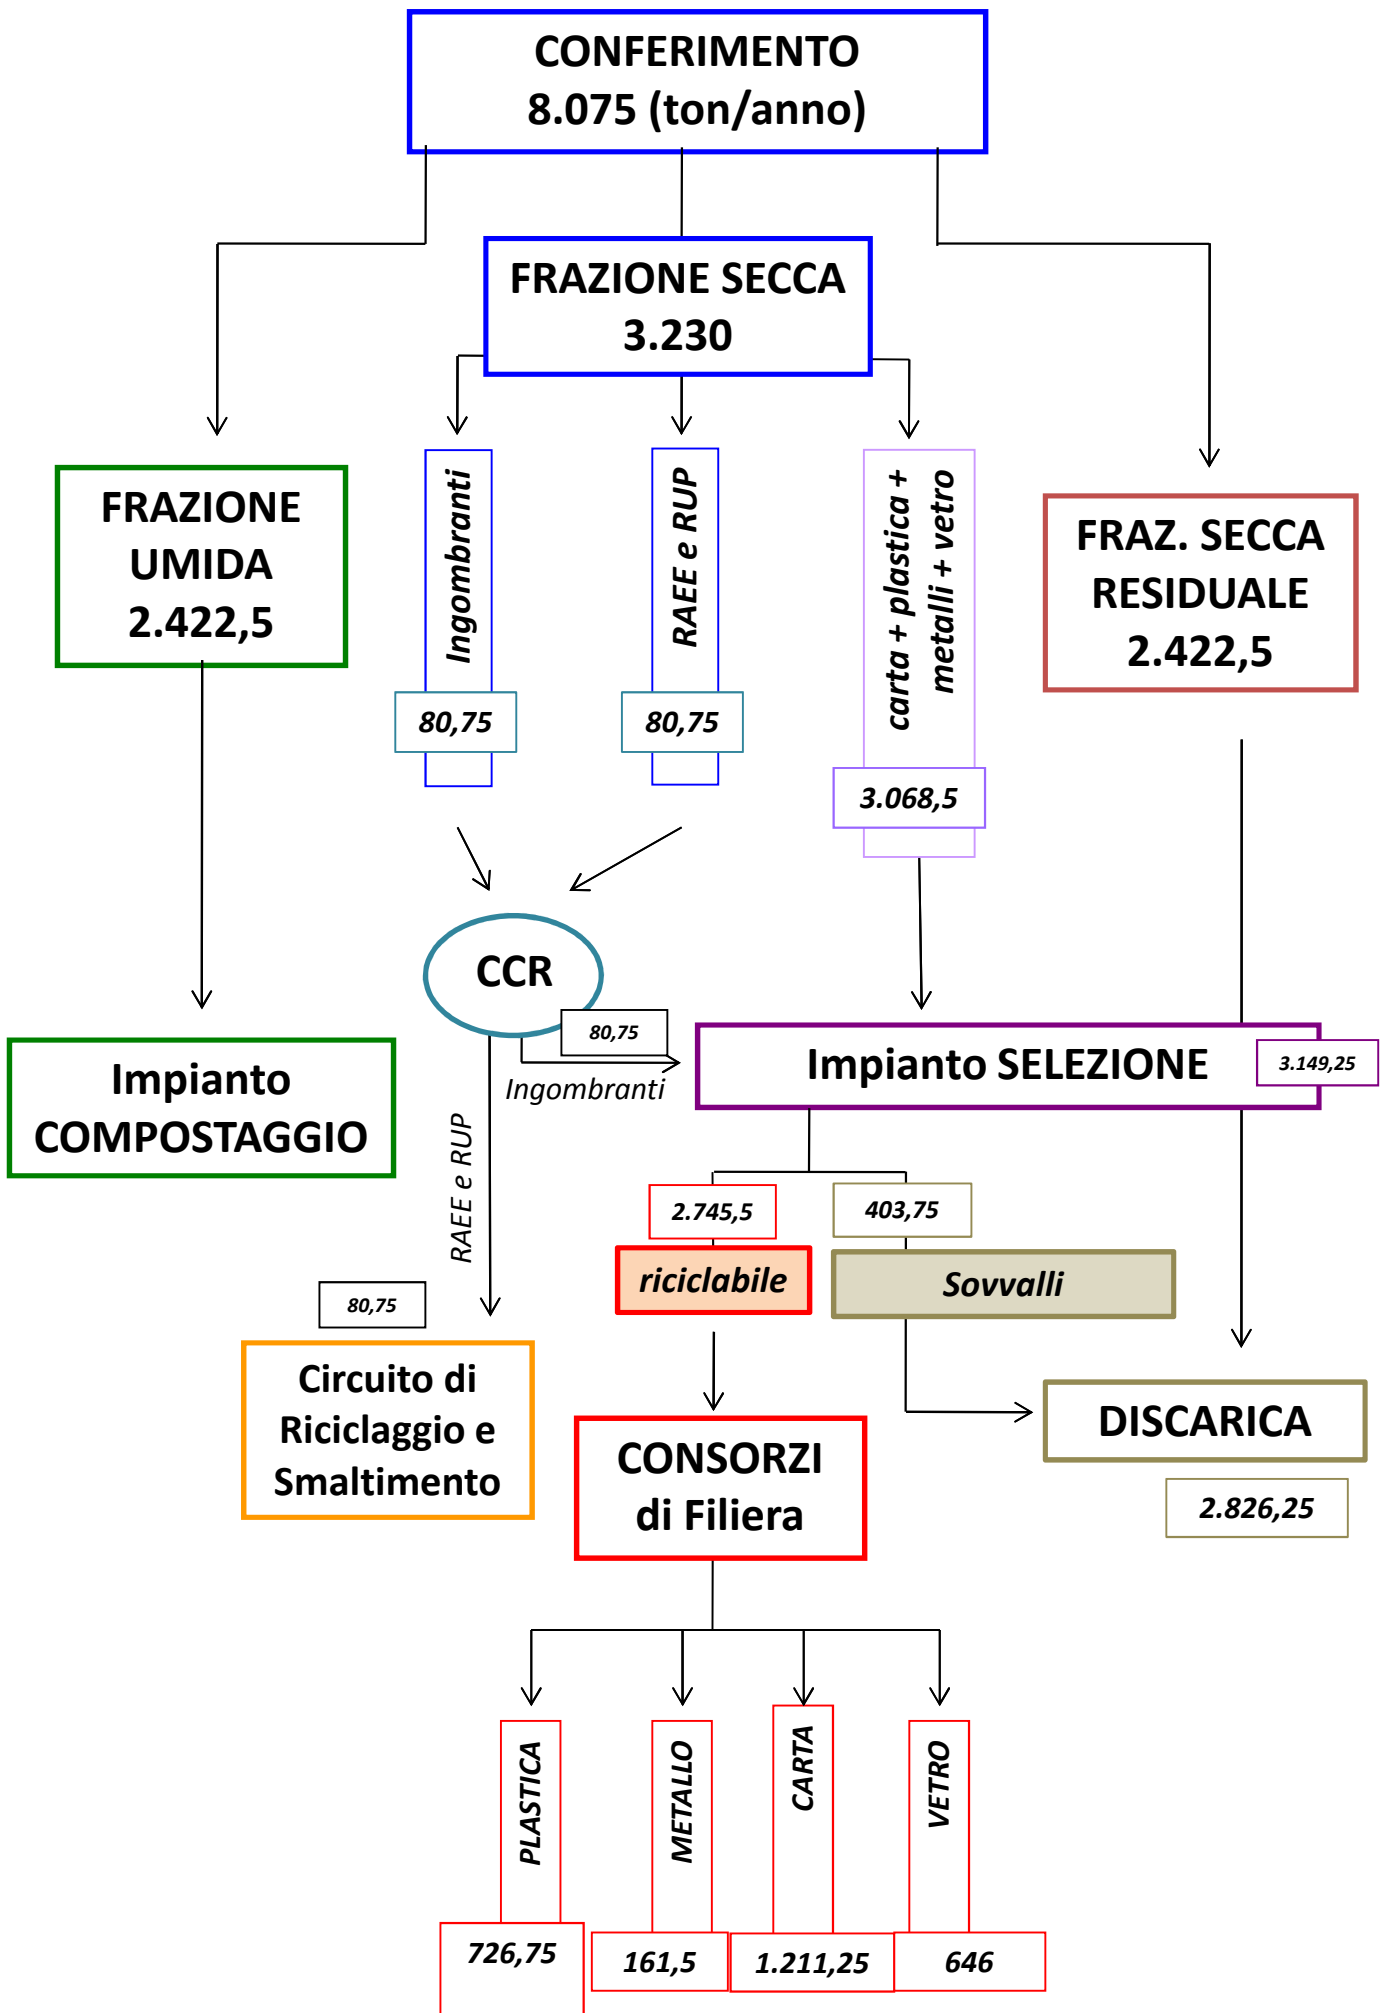 CONFERIMENTO
8.075 (ton/anno)
FRAZIONE SECCA
3.230
FRAZIONE
UMIDA
2.422,5
Ingombranti
80,75
RAEE e RUP
80,75
carta + plastica +
metalli + vetro
3.068,5
FRAZ. SECCA
RESIDUALE
2.422,5
CCR
80,75
Ingombranti
RAEE e RUP
Impianto SELEZIONE
3.149,25
Impianto
COMPOSTAGGIO
2.745,5
403,75
riciclabile
Sovvalli
80,75
Circuito di
Riciclaggio e
Smaltimento
CONSORZI
di Filiera
DISCARICA
2.826,25
PLASTICA
METALLO
CARTA
VETRO
726,75
161,5
1.211,25
646